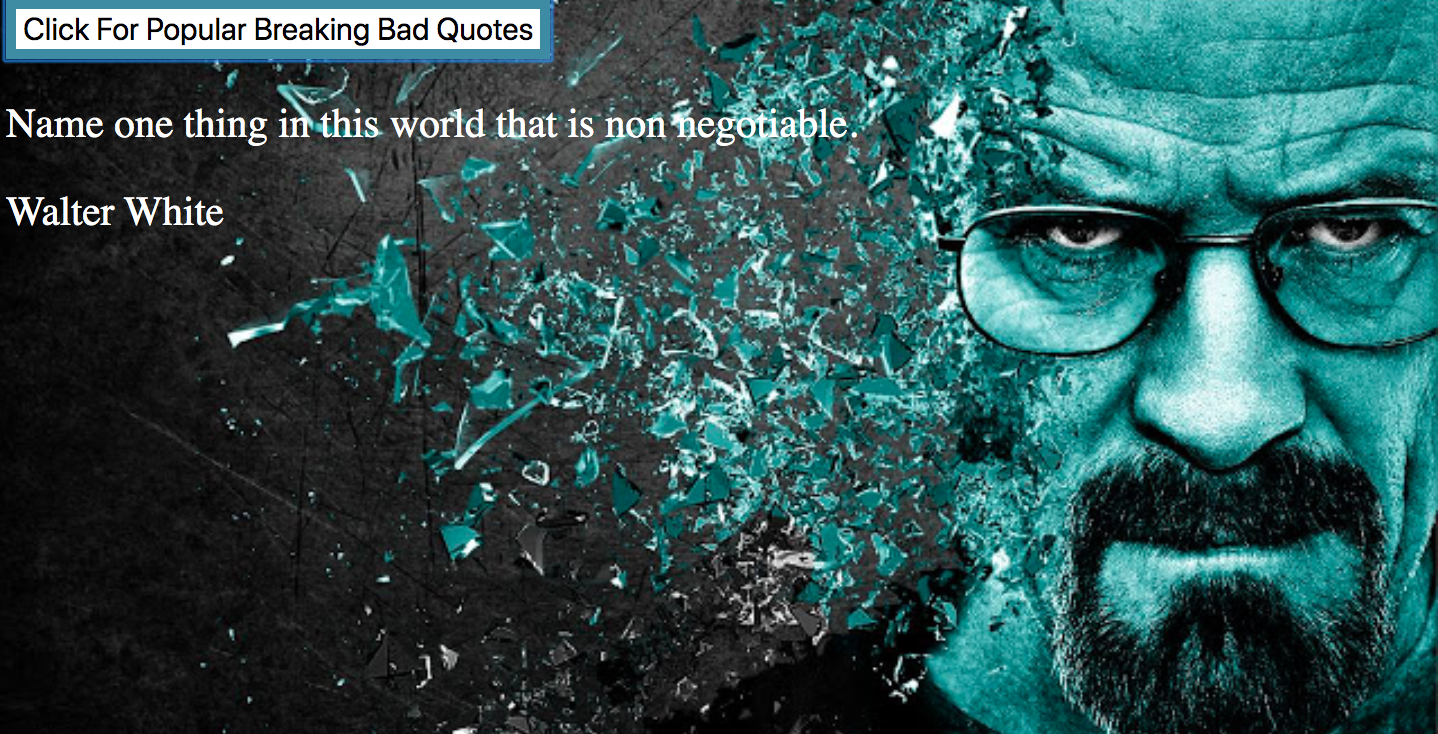 Click For Popular Breaking Bad Quotes
Name one thing in this world that is non negotiable.
Walter White